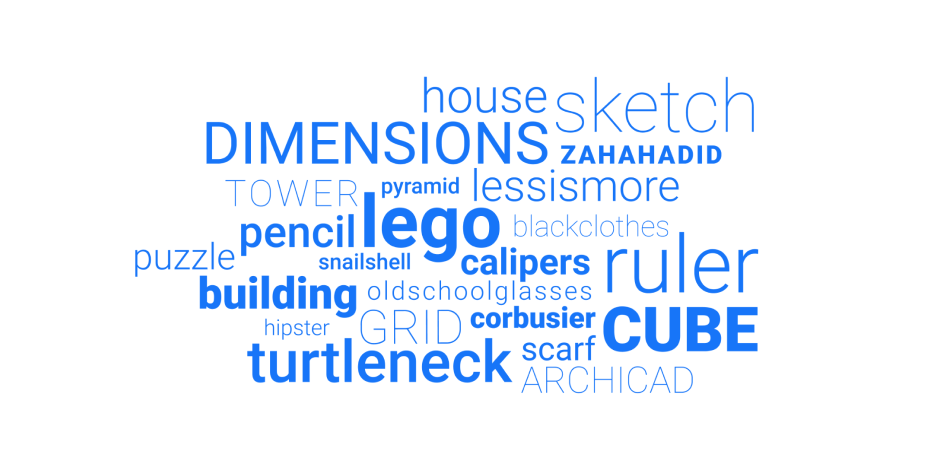 house sketch
DIMENSIONS ZAHAHADID
TOWER pyramid lessismore
pencil lego blackclothes
puzzle snailshell calipers ruler
building oldschoolglasses
hipster GRID corbusier CUBE
turtleneck scarf
ARCHICAD